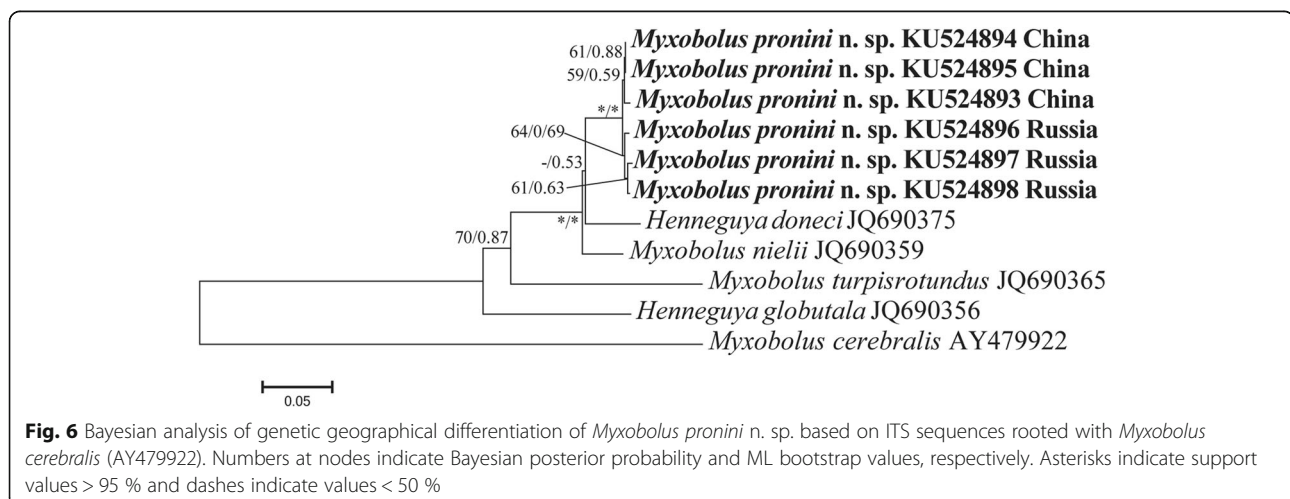 Myxobolus pronini n. sp. KU524894 China
61/0.88
Myxobolus pronini n. sp. KU524895 China
59/0.59
Myxobolus pronini n. sp. KU524893 China
*/*
Myxobolus pronini n. sp. KU524896 Russia
64/0/69
Myxobolus pronini n. sp. KU524897 Russia
-/0.53
Myxobolus pronini n. sp. KU524898 Russia
61/0.63
Henneguya doneci JQ690375
*/*
70/0.87
Myxobolus nielii JQ690359
Myxobolus turpisrotundus JQ690365
Henneguya globutala JQ690356
Myxobolus cerebralis AY479922
0.05
Fig. 6 Bayesian analysis of genetic geographical differentiation of Myxobolus pronini n. sp. based on ITS sequences rooted with Myxobolus
cerebralis (AY479922). Numbers at nodes indicate Bayesian posterior probability and ML bootstrap values, respectively. Asterisks indicate support
values > 95 % and dashes indicate values < 50 %